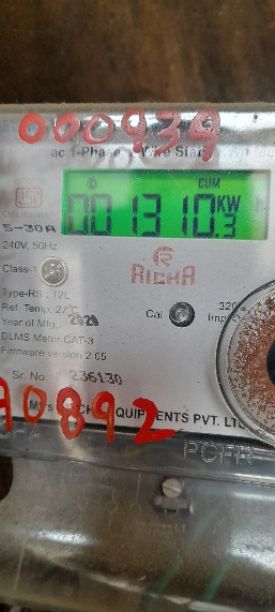 000939
ac 1-Phase
CUM
001310.3 KW
5-30A
240V, 50Hz
RICHA
Class-1
Type-RS : 12L
Cal
320
Imp
Ref. Temp. 27°C
Year of Mfg.
DLMS Meter CAT-3
Firmware version 2.05
Sr. No. 236130
EQUIPMENTS PVT. LTD
A0892